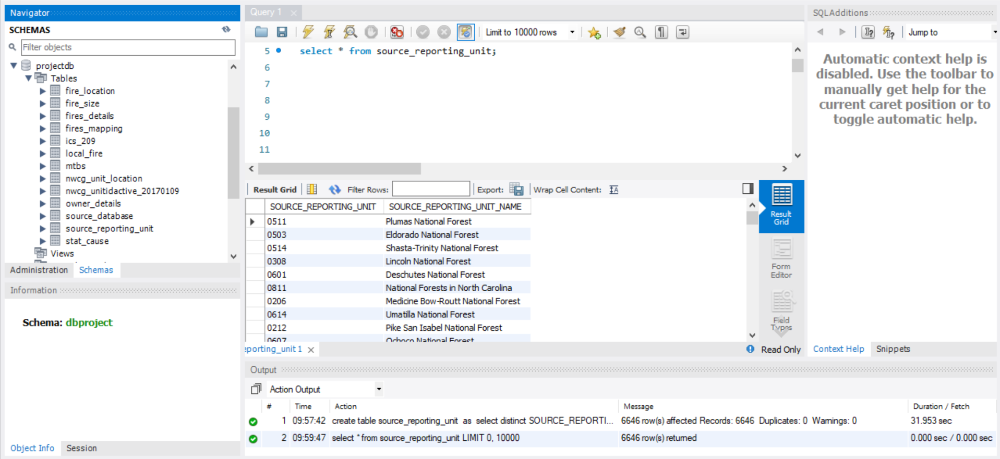 Navigator
SCHEMAS
Filter objects
projectdb
Tables
fire_location
fire_size
fires_details
fires_mapping
ics_209
local_fire
mtbs
nwcg_unit_location
nwcg_unitidactive_20170109
owner_details
source_database
source_reporting_unit
stat_cause
Views
Administration Schemas
Information
Schema: dbproject
Object Info Session
Query 1
Limit to 10000 rows
5 select * from source_reporting_unit;
6
7
8
9
10
11
Result Grid Filter Rows: Export: Wrap Cell Content:
SOURCE_REPORTING_UNIT SOURCE_REPORTING_UNIT_NAME
0511 Plumas National Forest
0503 Eldorado National Forest
0514 Shasta-Trinity National Forest
0308 Lincoln National Forest
0601 Deschutes National Forest
0811 National Forests in North Carolina
0206 Medicine Bow-Routt National Forest
0614 Umatilla National Forest
0212 Pike San Isabel National Forest
0607 Ochoco National Forest
Result
Grid
Form
Editor
Field
Types
eporting_unit 1
Read Only
Output
Action Output
# Time Action Message Duration / Fetch
1 09:57:42 create table source_reporting_unit as select distinct SOURCE_REPORTI... 6646 row(s) affected Records: 6646 Duplicates: 0 Warnings: 0 31.953 sec
2 09:59:47 select * from source_reporting_unit LIMIT 0, 10000 6646 row(s) returned 0.000 sec / 0.000 sec
SQLAdditions
Jump to
Automatic context help is
disabled. Use the toolbar to
manually get help for the
current caret position or to
toggle automatic help.
Context Help Snippets